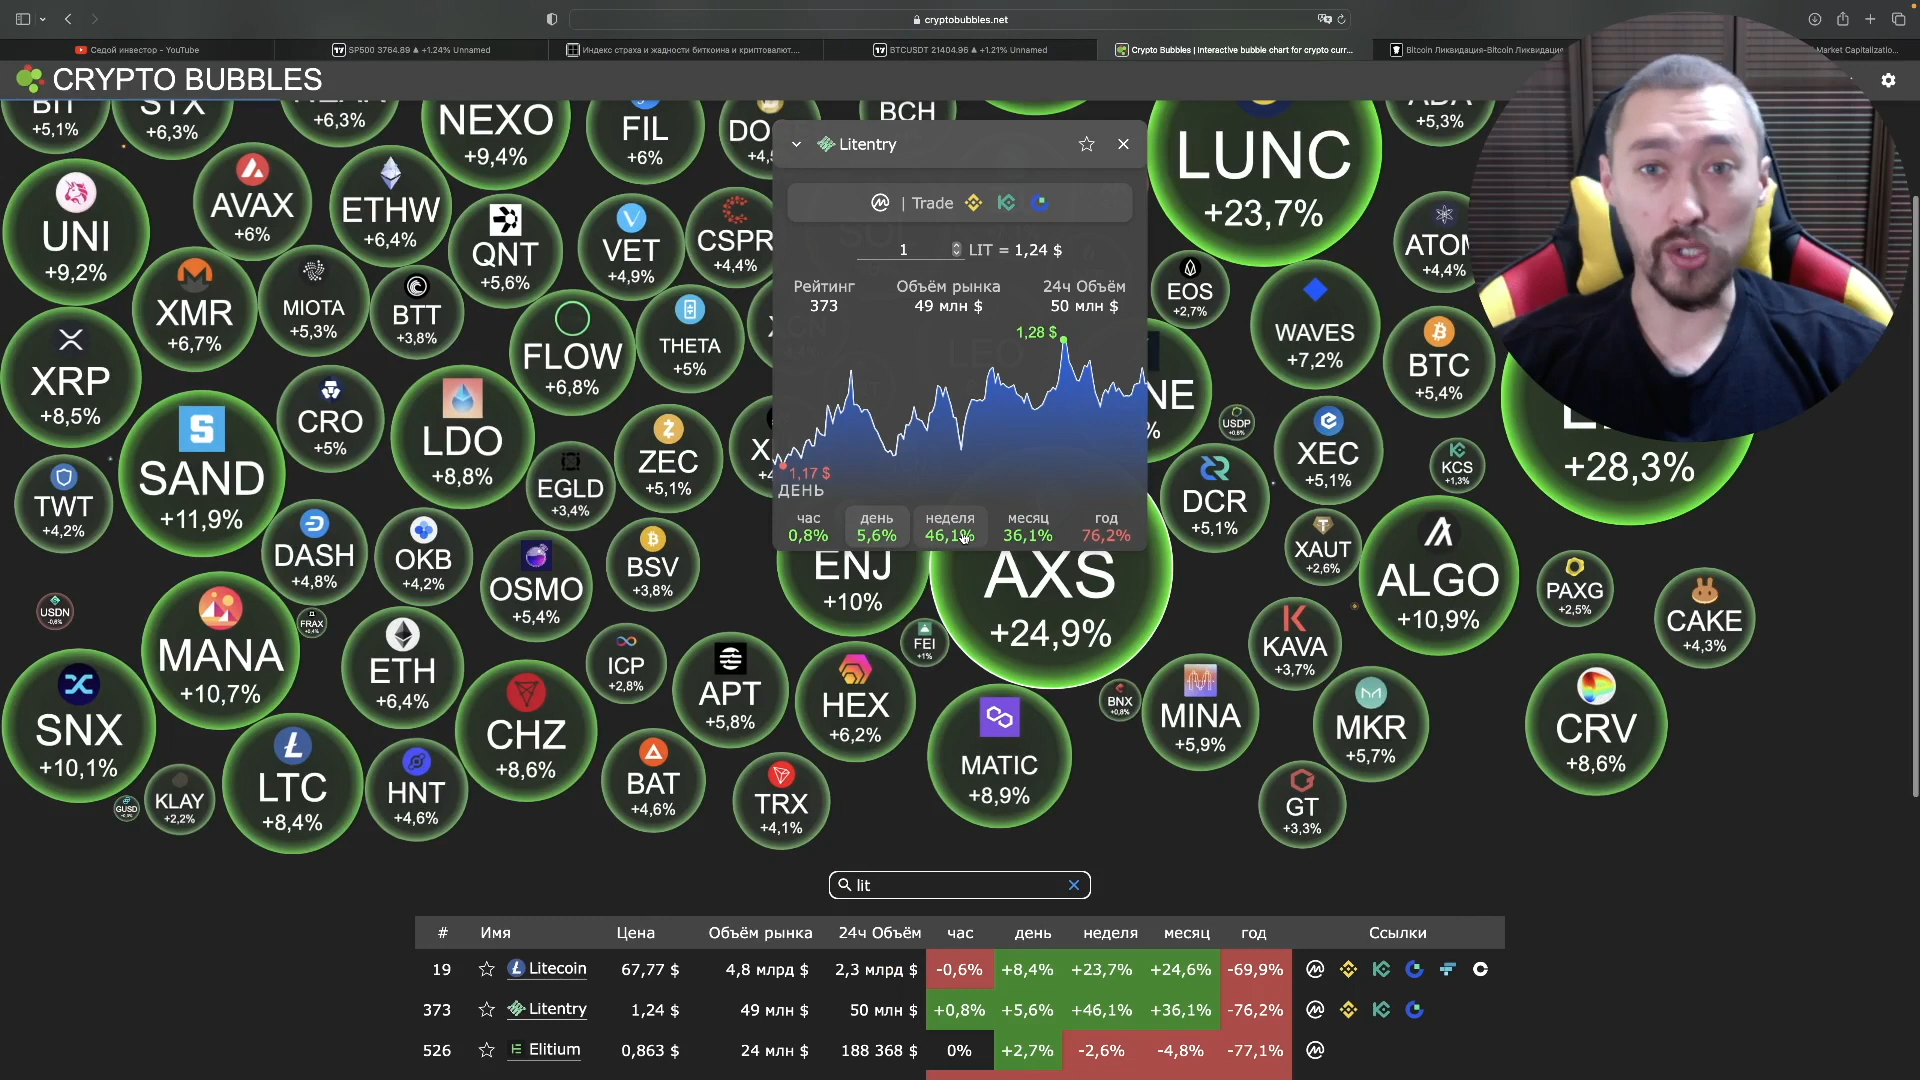 cryptobubbles.net
Седой инвестор - YouTube
SP500 3764.89 ▲ +1.24% Unnamed
Индекс страха и жадности биткоина и криптовалют....
BTCUSDT 21404.96 ▲ +1.21% Unnamed
Crypto Bubbles | Interactive bubble chart for crypto curr...
Bitcoin Ликвидация-Bitcoin Ликвидация
Market Capitalizatio...
CRYPTO BUBBLES
BIT
+5,1%
STX
+6,3%
+6,3%
NEXO
+9,4%
FIL
+6%
BCH
LUNC
+23,7%
ADA
+5,3%
UNI
+9,2%
AVAX
+6%
ETHW
+6,4%
QNT
+5,6%
VET
+4,9%
CSPR
+4,4%
ATOM
+4,4%
XMR
+6,7%
MIOTA
+5,3%
BTT
+3,8%
FLOW
+6,8%
THETA
+5%
EOS
+2,7%
WAVES
+7,2%
BTC
+5,4%
XRP
+8,5%
SAND
+11,9%
CRO
+5%
LDO
+8,8%
ZEC
+5,1%
USDP
+0,6%
XEC
+5,1%
KCS
+1,3%
+28,3%
TWT
+4,2%
DASH
+4,8%
OKB
+4,2%
EGLD
+3,4%
OSMO
+5,4%
BSV
+3,8%
DCR
+5,1%
XAUT
+2,6%
ALGO
+10,9%
PAXG
+2,5%
CAKE
+4,3%
USDN
-0,6%
MANA
+10,7%
FRAX
+0,4%
ETH
+6,4%
ICP
+2,8%
APT
+5,8%
ENJ
+10%
FEI
+1%
AXS
+24,9%
KAVA
+3,7%
SNX
+10,1%
KLAY
+2,2%
GUSD
LTC
+8,4%
HNT
+4,6%
CHZ
+8,6%
BAT
+4,6%
TRX
+4,1%
HEX
+6,2%
MATIC
+8,9%
BNX
+0,8%
MINA
+5,9%
MKR
+5,7%
GT
+3,3%
CRV
+8,6%
Litentry
| Trade
1 LIT = 1,24 $
Рейтинг Объём рынка 24ч Объём
373 49 млн $ 50 млн $
1,28 $
1,17 $
ДЕНЬ
час день неделя месяц год
0,8% 5,6% 46,1% 36,1% 76,2%
lit
# Имя Цена Объём рынка 24ч Объём час день неделя месяц год Ссылки
19 Litecoin 67,77 $ 4,8 млрд $ 2,3 млрд $ -0,6% +8,4% +23,7% +24,6% -69,9%
373 Litentry 1,24 $ 49 млн $ 50 млн $ +0,8% +5,6% +46,1% +36,1% -76,2%
526 Elitium 0,863 $ 24 млн $ 188 368 $ 0% +2,7% -2,6% -4,8% -77,1%